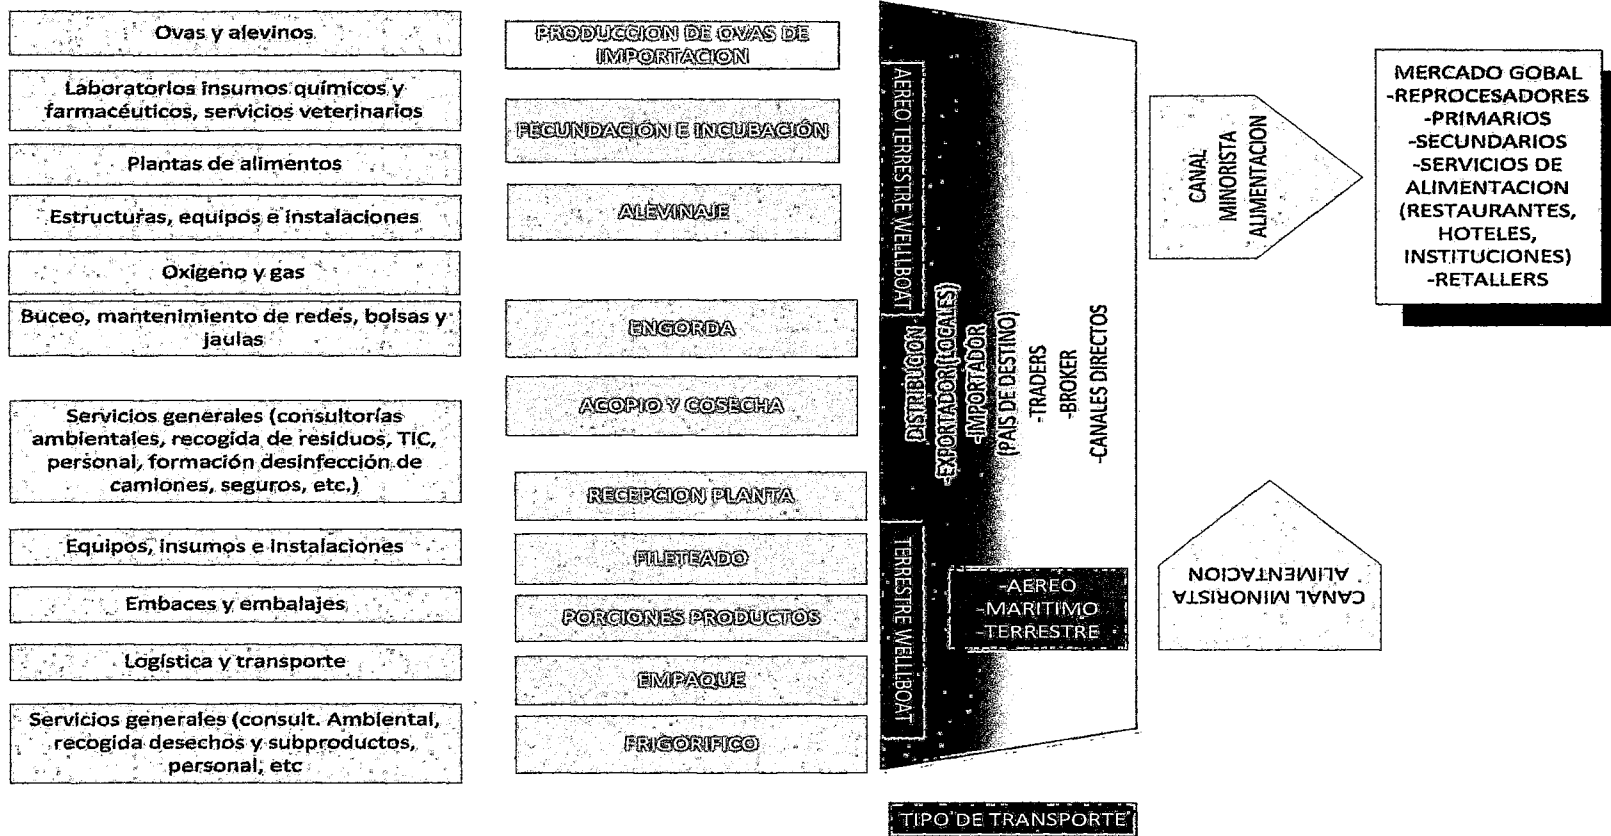 Ovas y alevinos
Laboratorios insumos químicos y
farmacéuticos, servicios veterinarios
Plantas de alimentos
Estructuras, equipos e instalaciones
Oxígeno y gas
Buceo, mantenimiento de redes, bolsas y
jaulas
Servicios generales (consultorías
ambientales, recogida de residuos, TIC,
personal, formación desinfección de
camiones, seguros, etc.)
Equipos, insumos e instalaciones
Embaces y embalajes
Logística y transporte
Servicios generales (consult. Ambiental,
recogida desechos y subproductos,
personal, etc
PRODUCCION DE OVAS DE
IMPORTACION
FECUNDACIÓN E INCUBACIÓN
ALEVINAJE
ENGORDA
ACOPIO Y COSECHA
RECEPCION PLANTA
FILETEADO
PORCIONES PRODUCTOS
EMPAQUE
FRIGORIFICO
AEREO TERRESTRE WELLLBOAT
TERRESTRE WELLBOAT
DISTRIBUCION
-EXPORTADOR (LOCALES)
-IMPORTADOR
(PAIS DE DESTINO)
-TRADERS
-BROKER
-CANALES DIRECTOS
-AEREO
-MARITIMO
-TERRESTRE
TIPO DE TRANSPORTE
CANAL
MINORISTA
ALIMENTACION
CANAL MINORISTA
ALIMENTACION
MERCADO GOBAL
-REPROCESADORES
-PRIMARIOS
-SECUNDARIOS
-SERVICIOS DE
ALIMENTACION
(RESTAURANTES,
HOTELES,
INSTITUCIONES)
-RETALLERS